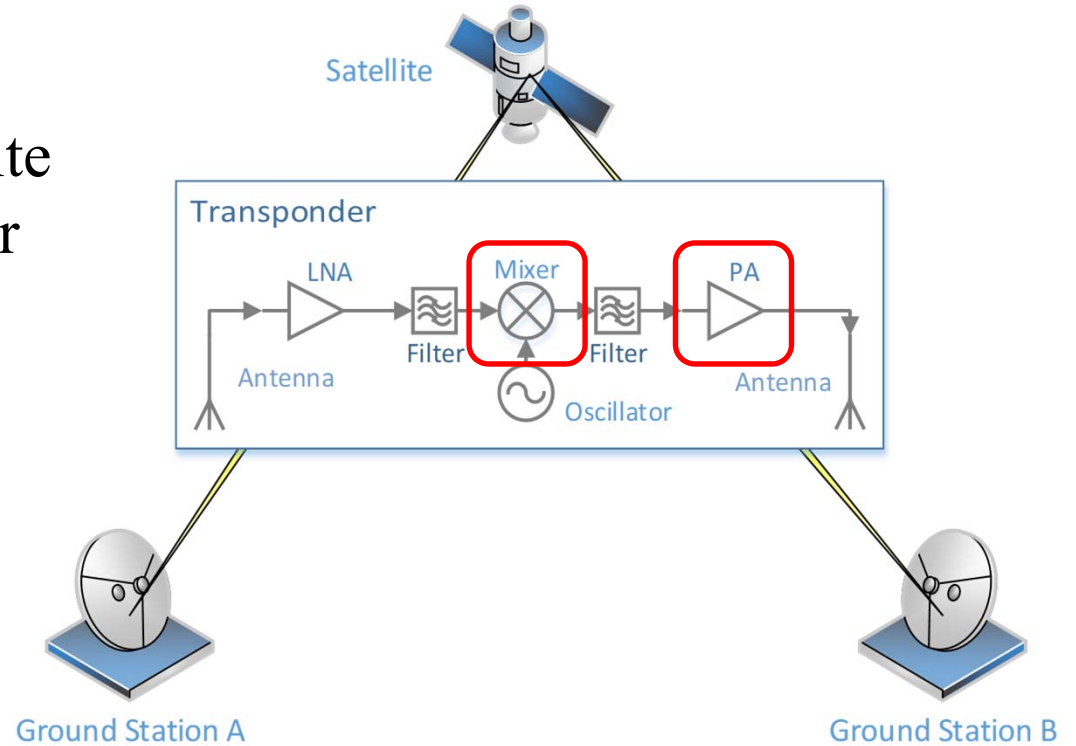 Satellite
Transponder
LNA
Mixer
PA
Filter
Filter
Antenna
Antenna
Oscillator
Ground Station A
Ground Station B